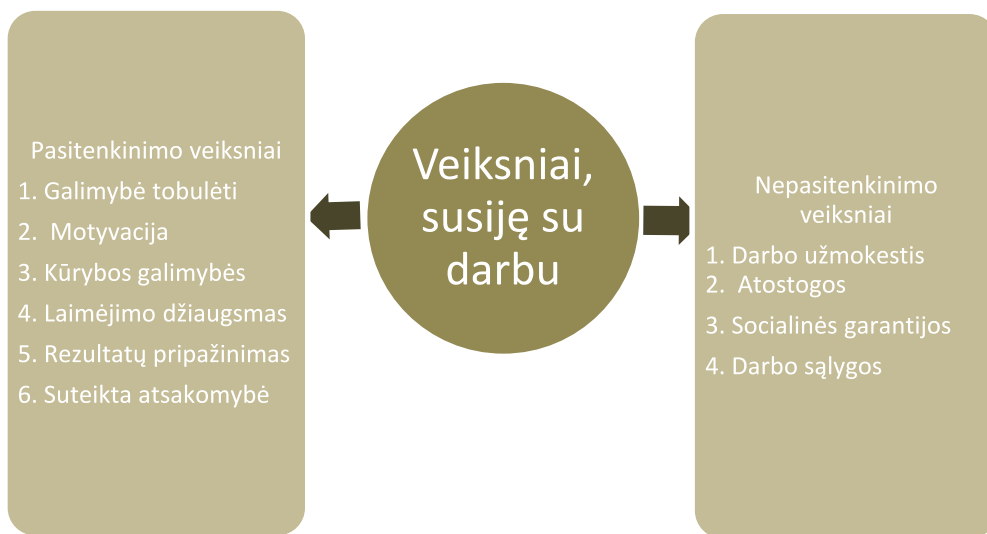 Pasitenkinimo veiksniai
1. Galimybė tobulėti
2. Motyvacija
3. Kūrybos galimybės
4. Laimėjimo džiaugsmas
5. Rezultatų pripažinimas
6. Suteikta atsakomybė
Veiksniai,
susiję su
darbu
Nepasitenkinimo
veiksniai
1. Darbo užmokestis
2. Atostogos
3. Socialinės garantijos
4. Darbo sąlygos